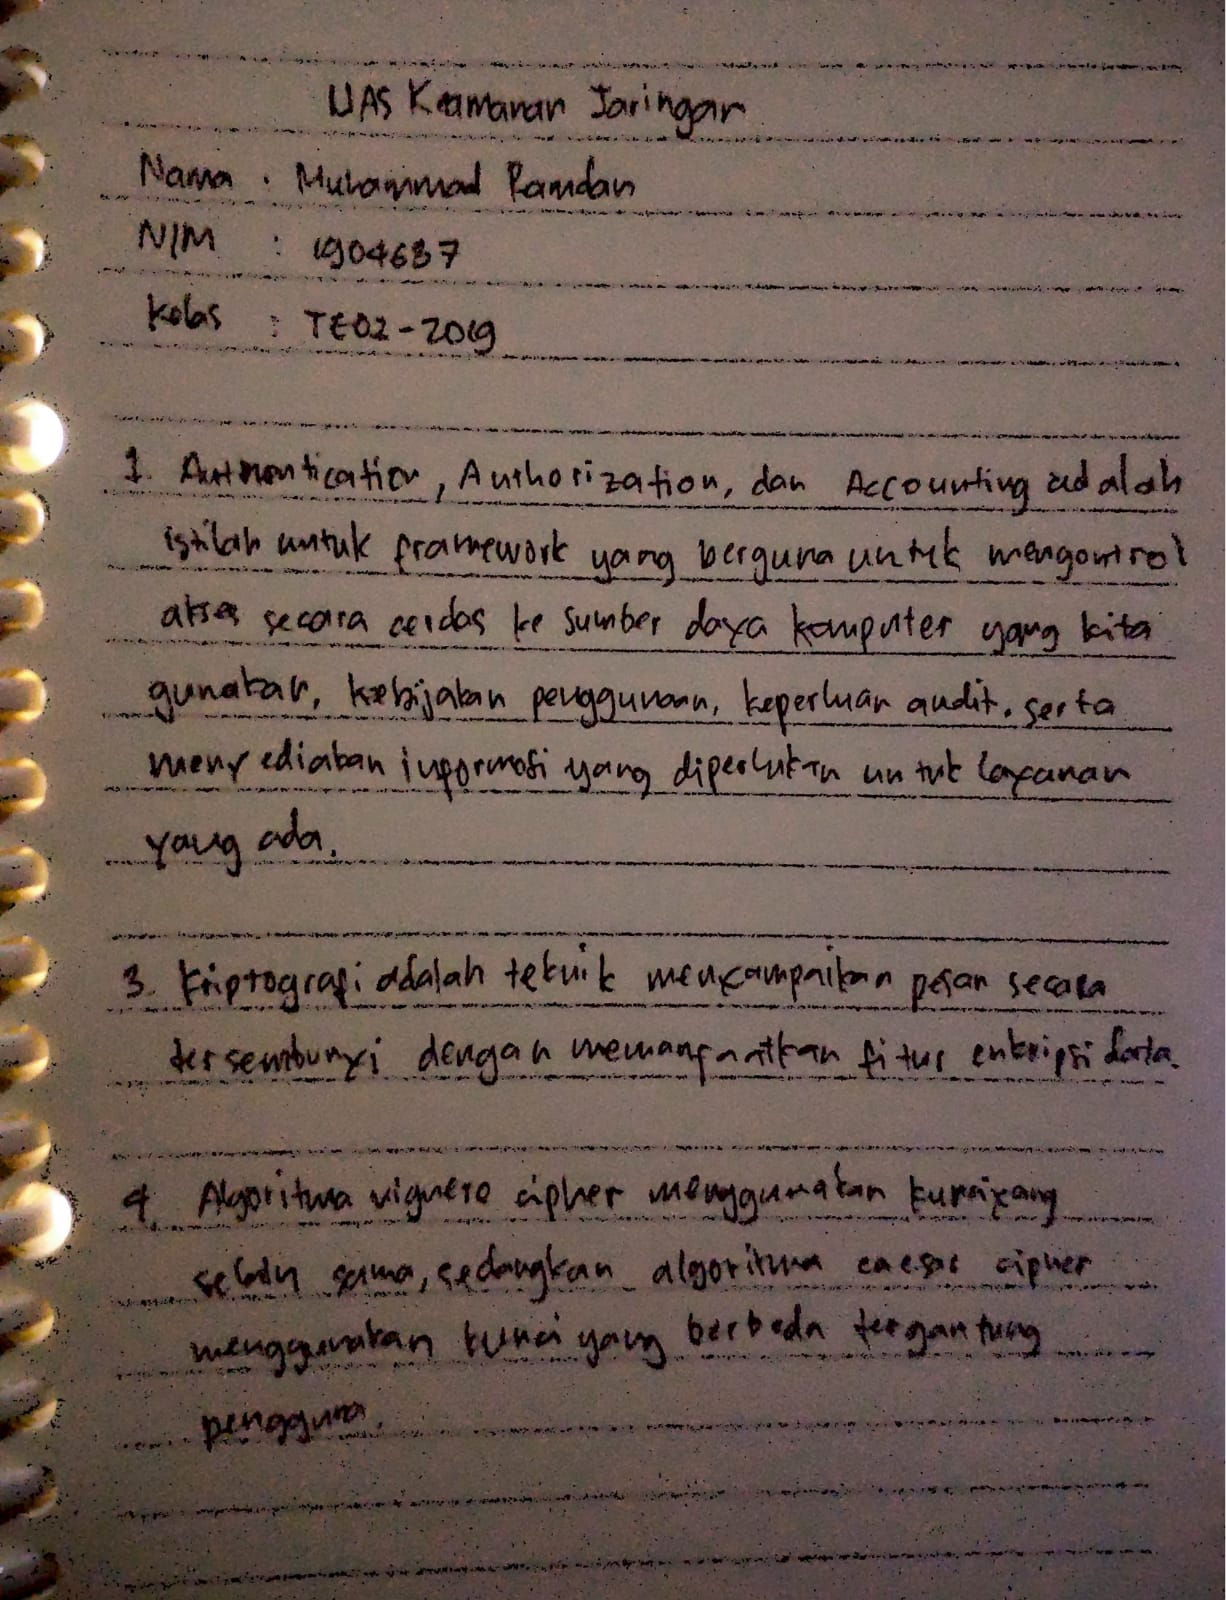 UAS Keamanan Jaringan
Nama : Muhammad Ramdan
NIM : 1904637
Kelas : TE02-2019
1. Authentication, Authorization, dan Accounting adalah
istilah untuk framework yang berguna untuk mengontrol
akses secara cerdas ke sumber daya komputer yang kita
gunakan, kebijakan penggunaan, keperluan audit, serta
menyediakan informasi yang diperlukan untuk layanan
yang ada.
3. Kriptografi adalah teknik menyampaikan pesan secara
tersembunyi dengan memanfaatkan fitur enkripsi data.
4. Algoritma vignere cipher menggunakan kunci yang
selalu sama, sedangkan algoritma caesar cipher
menggunakan kunci yang berbeda tergantung
pengguna.